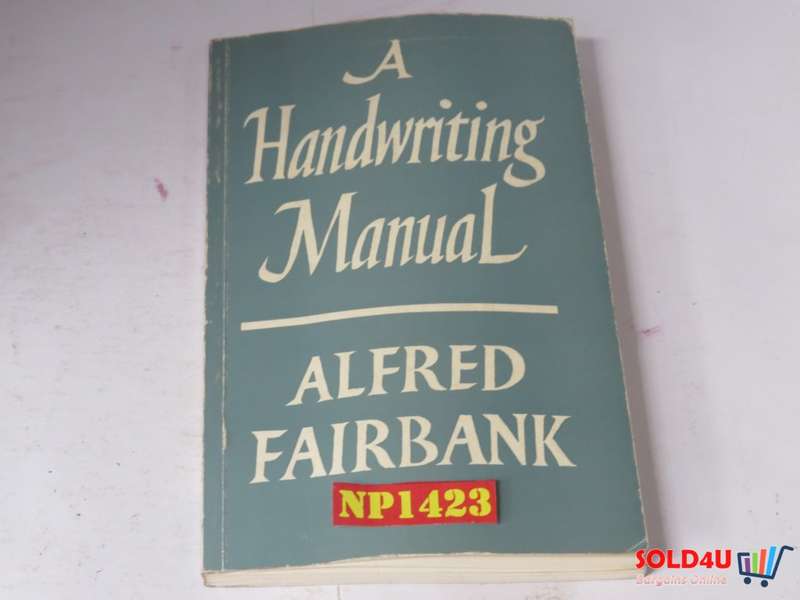 A
Handwriting
Manual
ALFRED
FAIRBANK
NP1423
SOLD4U
Bargains Online